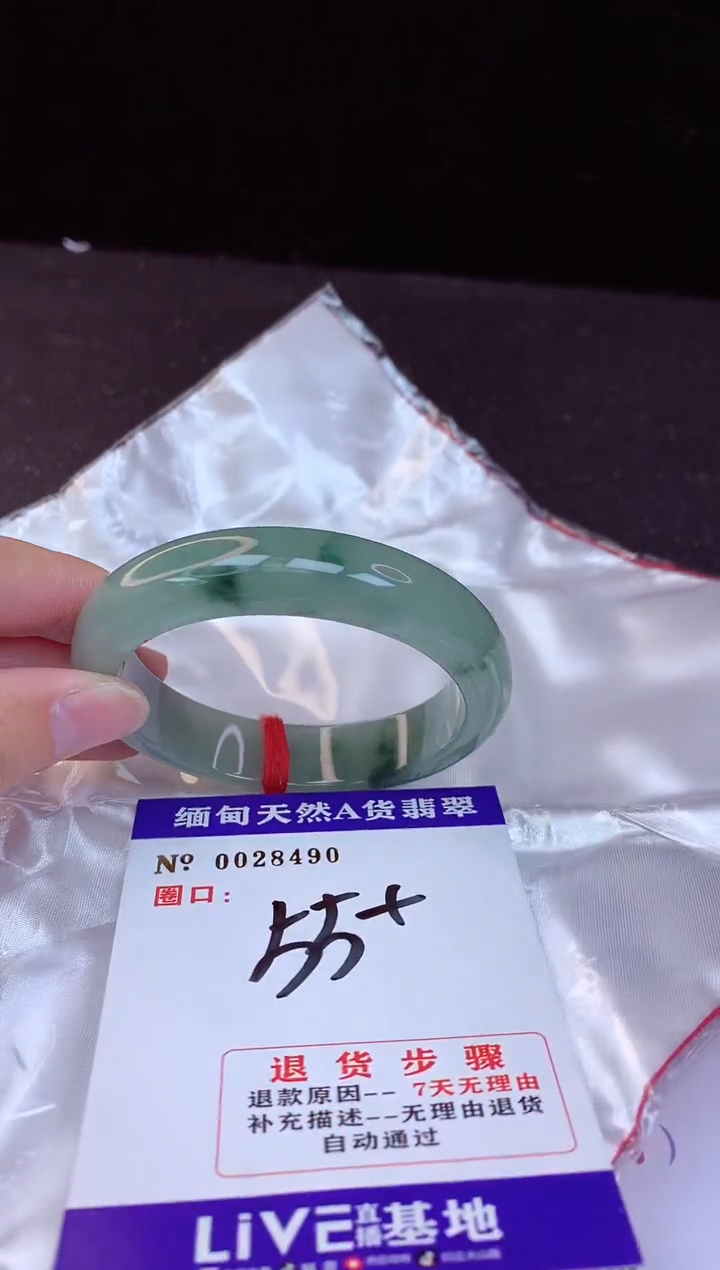 缅甸天然A货翡翠
Nº 0028490
圈口：
55+
退货步骤
退款原因-- 7天无理由
补充描述--无理由退货
自动通过
LiVE直播基地